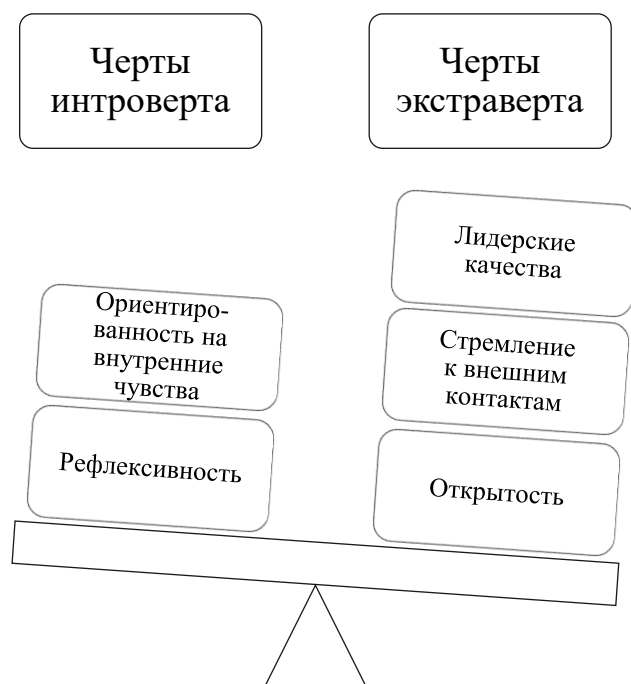 Черты
интроверта
Черты
экстраверта
Лидерские
качества
Ориентиро-
ванность на
внутренние
чувства
Стремление
к внешним
контактам
Рефлексивность
Открытость